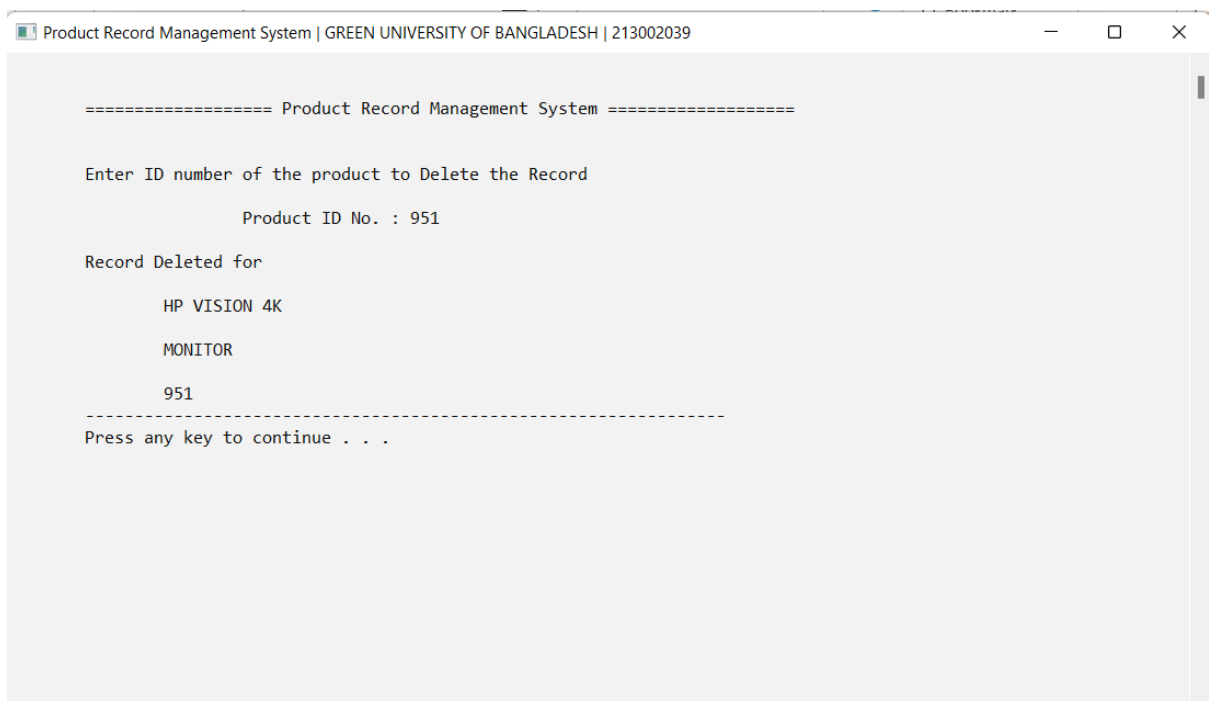 Product Record Management System | GREEN UNIVERSITY OF BANGLADESH | 213002039
=================== Product Record Management System ===================
Enter ID number of the product to Delete the Record
Product ID No. : 951
Record Deleted for
HP VISION 4K
MONITOR
951
-----------------------------------------------------------------
Press any key to continue . . .